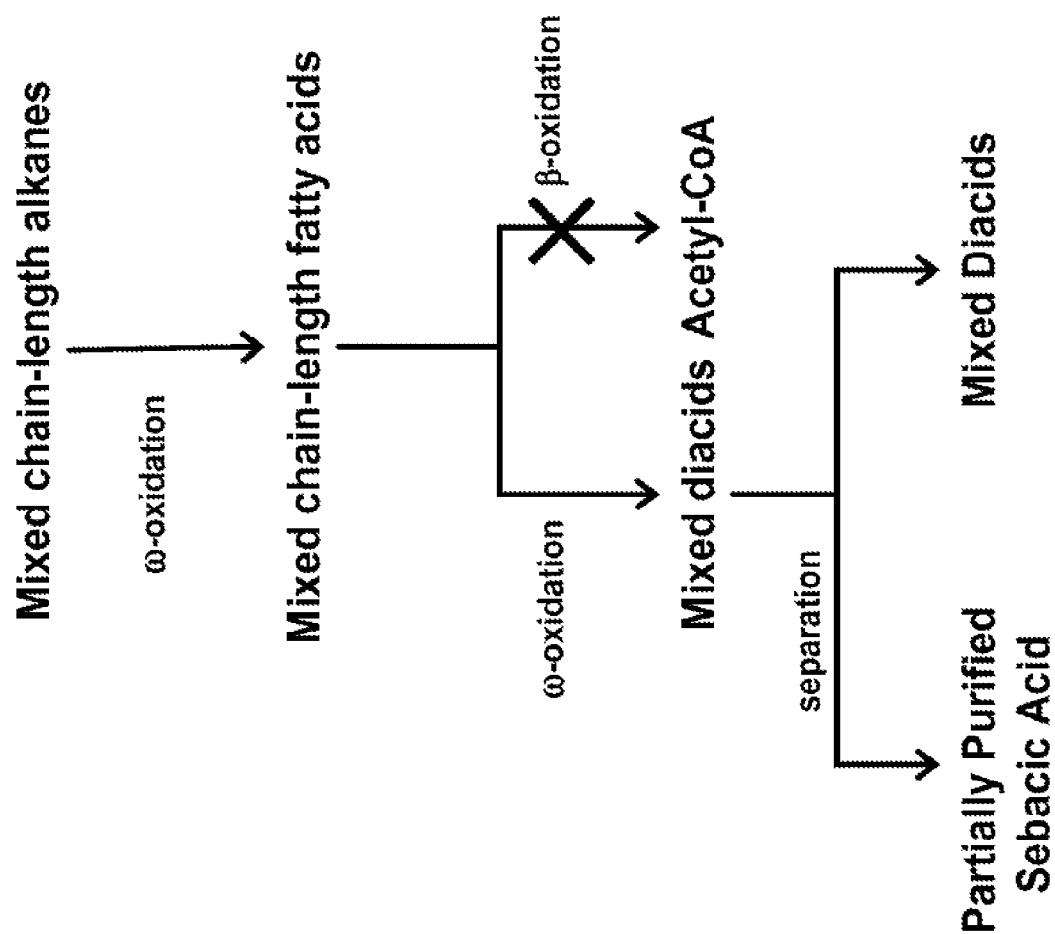 Mixed chain-length alkanes
ω-oxidation
Mixed chain-length fatty acids
ω-oxidation
β-oxidation
Mixed diacids
Acetyl-CoA
separation
Partially Purified
Sebacic Acid
Mixed Diacids